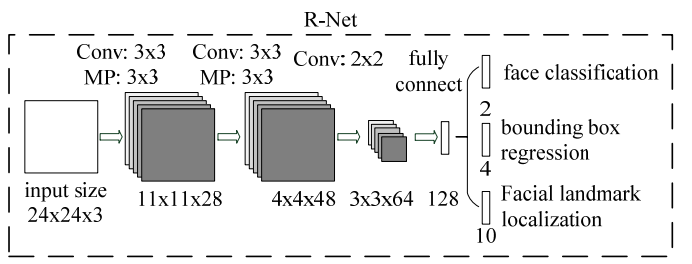 R-Net
Conv: 3x3
MP: 3x3
Conv: 3x3
MP: 3x3
Conv: 2x2
fully
connect
input size
24x24x3
11x11x28
4x4x48
3x3x64
128
face classification
2
bounding box
regression
4
Facial landmark
localization
10